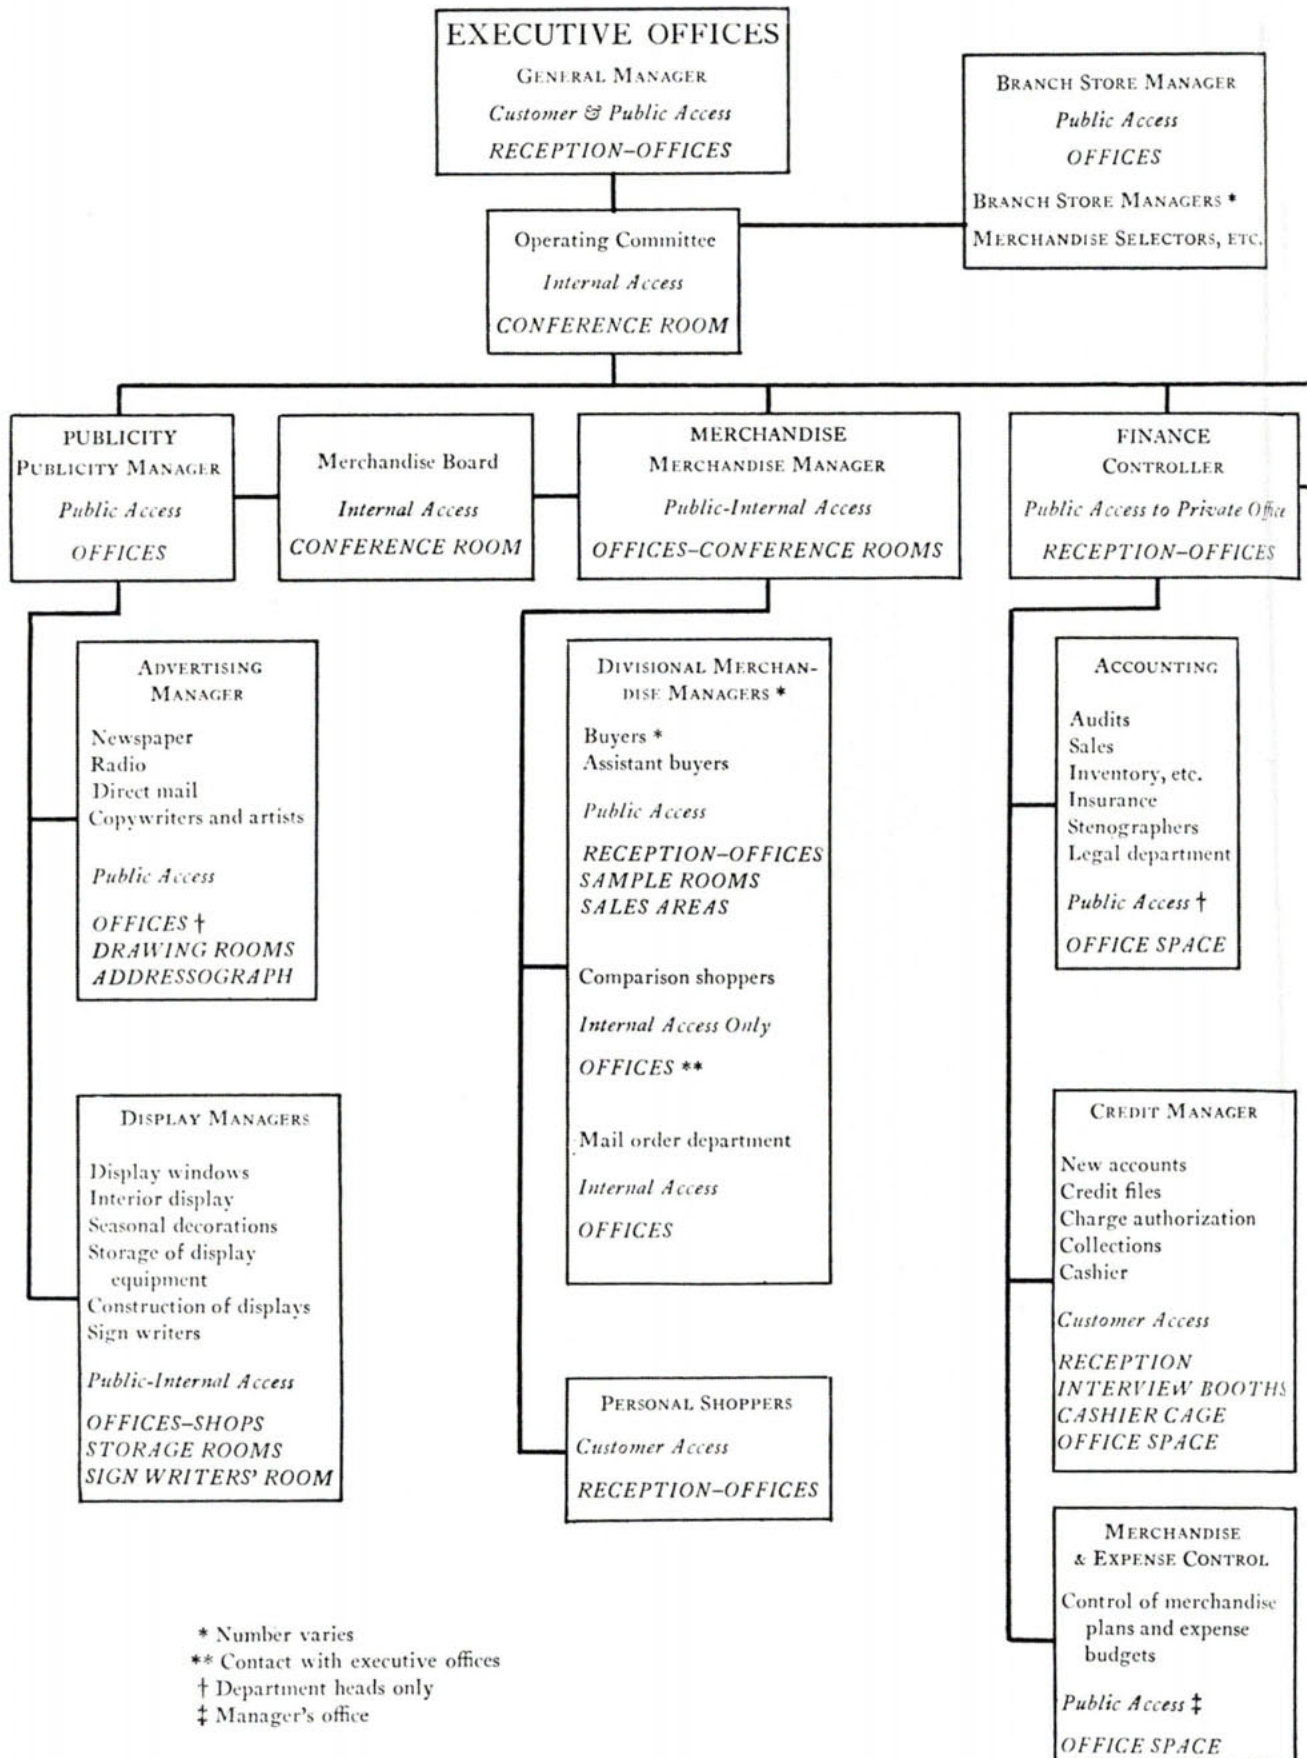 EXECUTIVE OFFICES
GENERAL MANAGER
Customer & Public Access
RECEPTION–OFFICES
BRANCH STORE MANAGER
Public Access
OFFICES
BRANCH STORE MANAGERS *
MERCHANDISE SELECTORS, ETC.
Operating Committee
Internal Access
CONFERENCE ROOM
PUBLICITY
PUBLICITY MANAGER
Public Access
OFFICES
Merchandise Board
Internal Access
CONFERENCE ROOM
MERCHANDISE
MERCHANDISE MANAGER
Public-Internal Access
OFFICES–CONFERENCE ROOMS
FINANCE
CONTROLLER
Public Access to Private Office
RECEPTION–OFFICES
ADVERTISING
MANAGER
Newspaper
Radio
Direct mail
Copywriters and artists
Public Access
OFFICES †
DRAWING ROOMS
ADDRESSOGRAPH
DISPLAY MANAGERS
Display windows
Interior display
Seasonal decorations
Storage of display
equipment
Construction of displays
Sign writers
Public-Internal Access
OFFICES–SHOPS
STORAGE ROOMS
SIGN WRITERS' ROOM
DIVISIONAL MERCHAN-
DISE MANAGERS *
Buyers *
Assistant buyers
Public Access
RECEPTION–OFFICES
SAMPLE ROOMS
SALES AREAS
Comparison shoppers
Internal Access Only
OFFICES **
Mail order department
Internal Access
OFFICES
PERSONAL SHOPPERS
Customer Access
RECEPTION–OFFICES
ACCOUNTING
Audits
Sales
Inventory, etc.
Insurance
Stenographers
Legal department
Public Access †
OFFICE SPACE
CREDIT MANAGER
New accounts
Credit files
Charge authorization
Collections
Cashier
Customer Access
RECEPTION
INTERVIEW BOOTHS
CASHIER CAGE
OFFICE SPACE
MERCHANDISE
& EXPENSE CONTROL
Control of merchandise
plans and expense
budgets
Public Access ‡
OFFICE SPACE
* Number varies
** Contact with executive offices
† Department heads only
‡ Manager's office